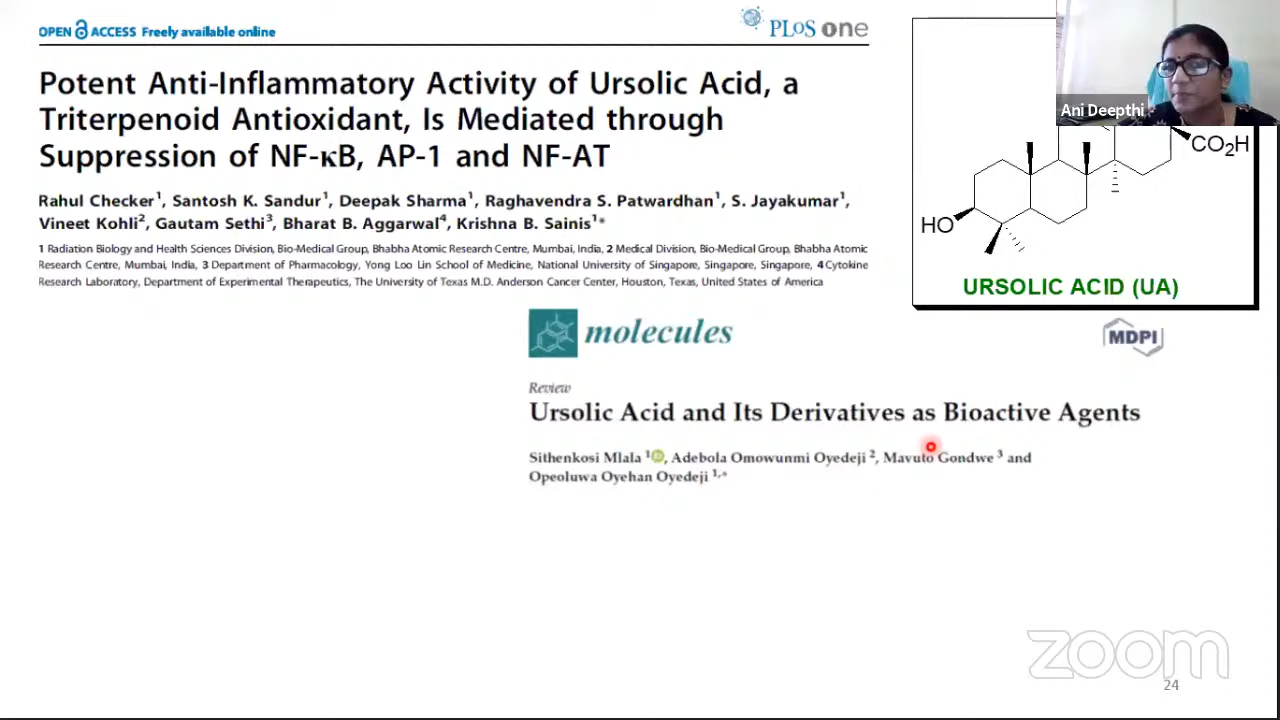 OPEN ACCESS Freely available online
PLoS one
Potent Anti-Inflammatory Activity of Ursolic Acid, a
Triterpenoid Antioxidant, Is Mediated through
Suppression of NF-κB, AP-1 and NF-AT
Rahul Checker1, Santosh K. Sandur1, Deepak Sharma1, Raghavendra S. Patwardhan1, S. Jayakumar1,
Vineet Kohli2, Gautam Sethi3, Bharat B. Aggarwal4, Krishna B. Sainis1*
1 Radiation Biology and Health Sciences Division, Bio-Medical Group, Bhabha Atomic Research Centre, Mumbai, India, 2 Medical Division, Bio-Medical Group, Bhabha Atomic
Research Centre, Mumbai, India, 3 Department of Pharmacology, Yong Loo Lin School of Medicine, National University of Singapore, Singapore, Singapore, 4 Cytokine
Research Laboratory, Department of Experimental Therapeutics, The University of Texas M.D. Anderson Cancer Center, Houston, Texas, United States of America
Ani Deepthi
CO2H
HO
URSOLIC ACID (UA)
molecules
MDPI
Review
Ursolic Acid and Its Derivatives as Bioactive Agents
Sithenkosi Mlala 1, Adebola Omowunmi Oyedeji 2, Mavuto Gondwe 3 and
Opeoluwa Oyehan Oyedeji 1,*
zoom
24